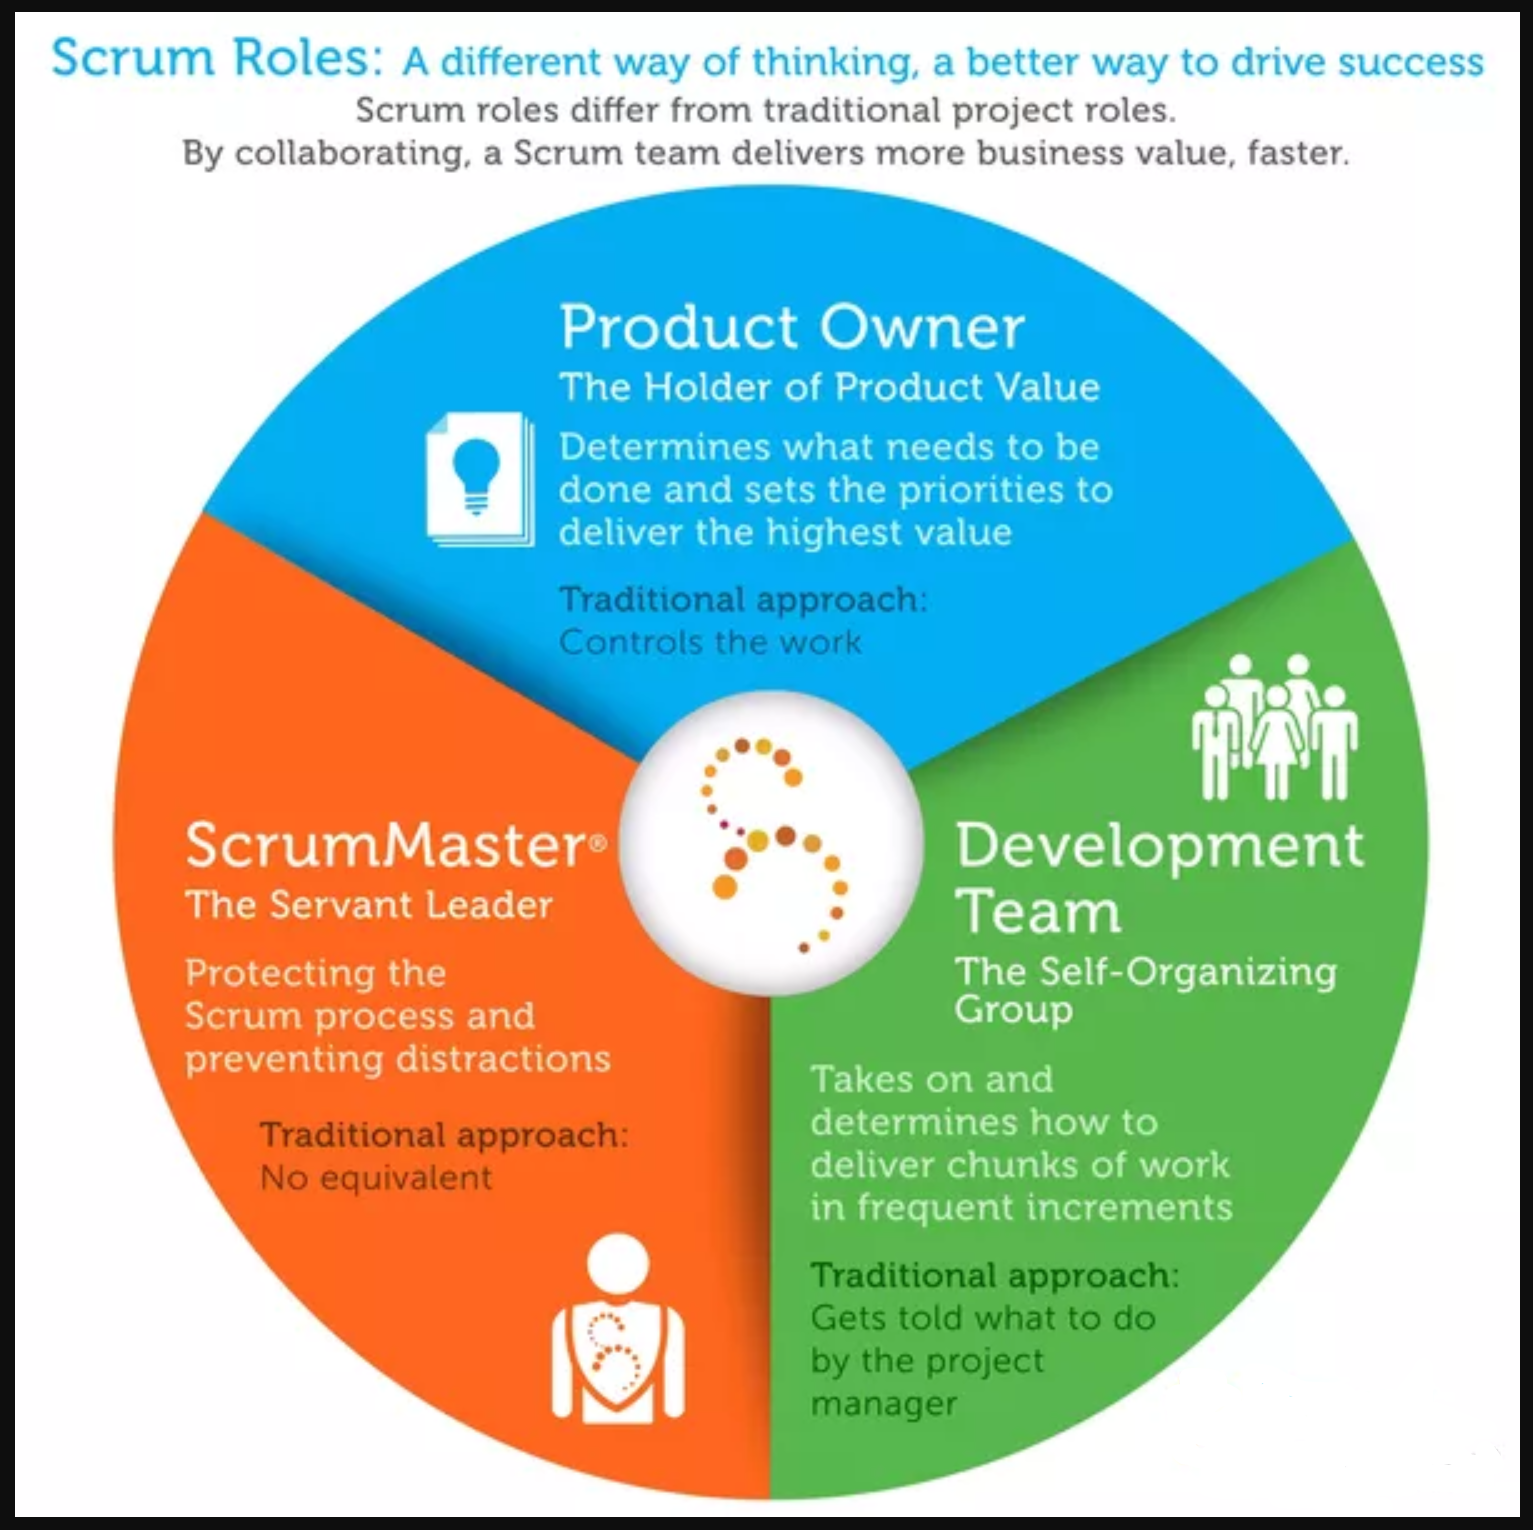 Scrum Roles: A different way of thinking, a better way to drive success
Scrum roles differ from traditional project roles.
By collaborating, a Scrum team delivers more business value, faster.
Product Owner
The Holder of Product Value
Determines what needs to be
done and sets the priorities to
deliver the highest value
Traditional approach:
Controls the work
ScrumMaster®
The Servant Leader
Protecting the
Scrum process and
preventing distractions
Traditional approach:
No equivalent
Development
Team
The Self-Organizing
Group
Takes on and
determines how to
deliver chunks of work
in frequent increments
Traditional approach:
Gets told what to do
by the project
manager